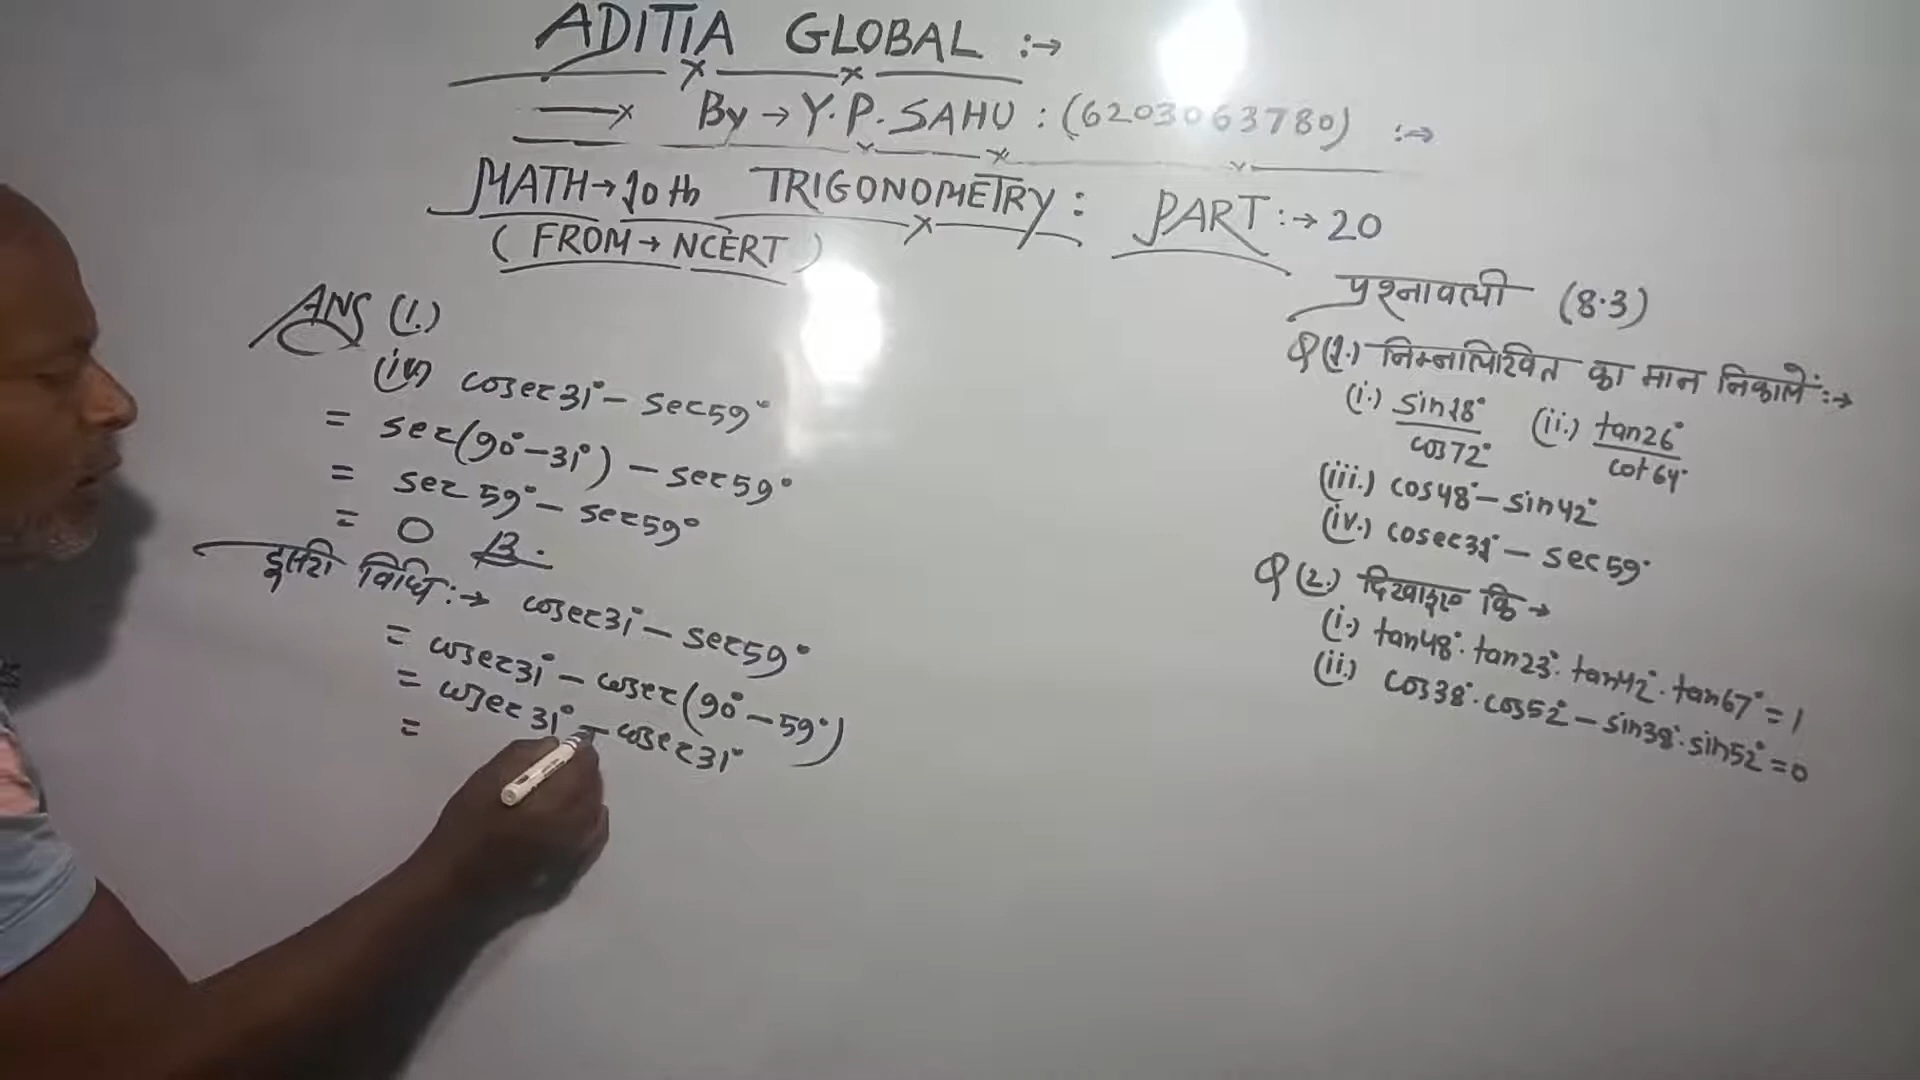 ADITIA GLOBAL :→
By → Y.P. SAHU : (6203063780) :→
MATH → 10th TRIGONOMETRY : PART :→ 20
( FROM → NCERT )
ANS (1.)
(iv) cosec31° – sec59°
= sec(90° – 31°) – sec59°
= sec59° – sec59°
= 0
दूसरी विधि :→ cosec31° – sec59°
= cosec31° – cosec(90° – 59°)
= cosec31° – cosec31°
=
प्रश्नावली (8.3)
Q (1.) निम्नलिखित का मान निकालें :→
(i.) sin18°/cos72° (ii.) tan26°/cot64°
(iii.) cos48° – sin42°
(iv.) cosec31° – sec59°
Q (2.) दिखाइए कि →
(i.) tan48°. tan23°. tan42°. tan67° = 1
(ii.) cos38°. cos52° – sin38°. sin52° = 0